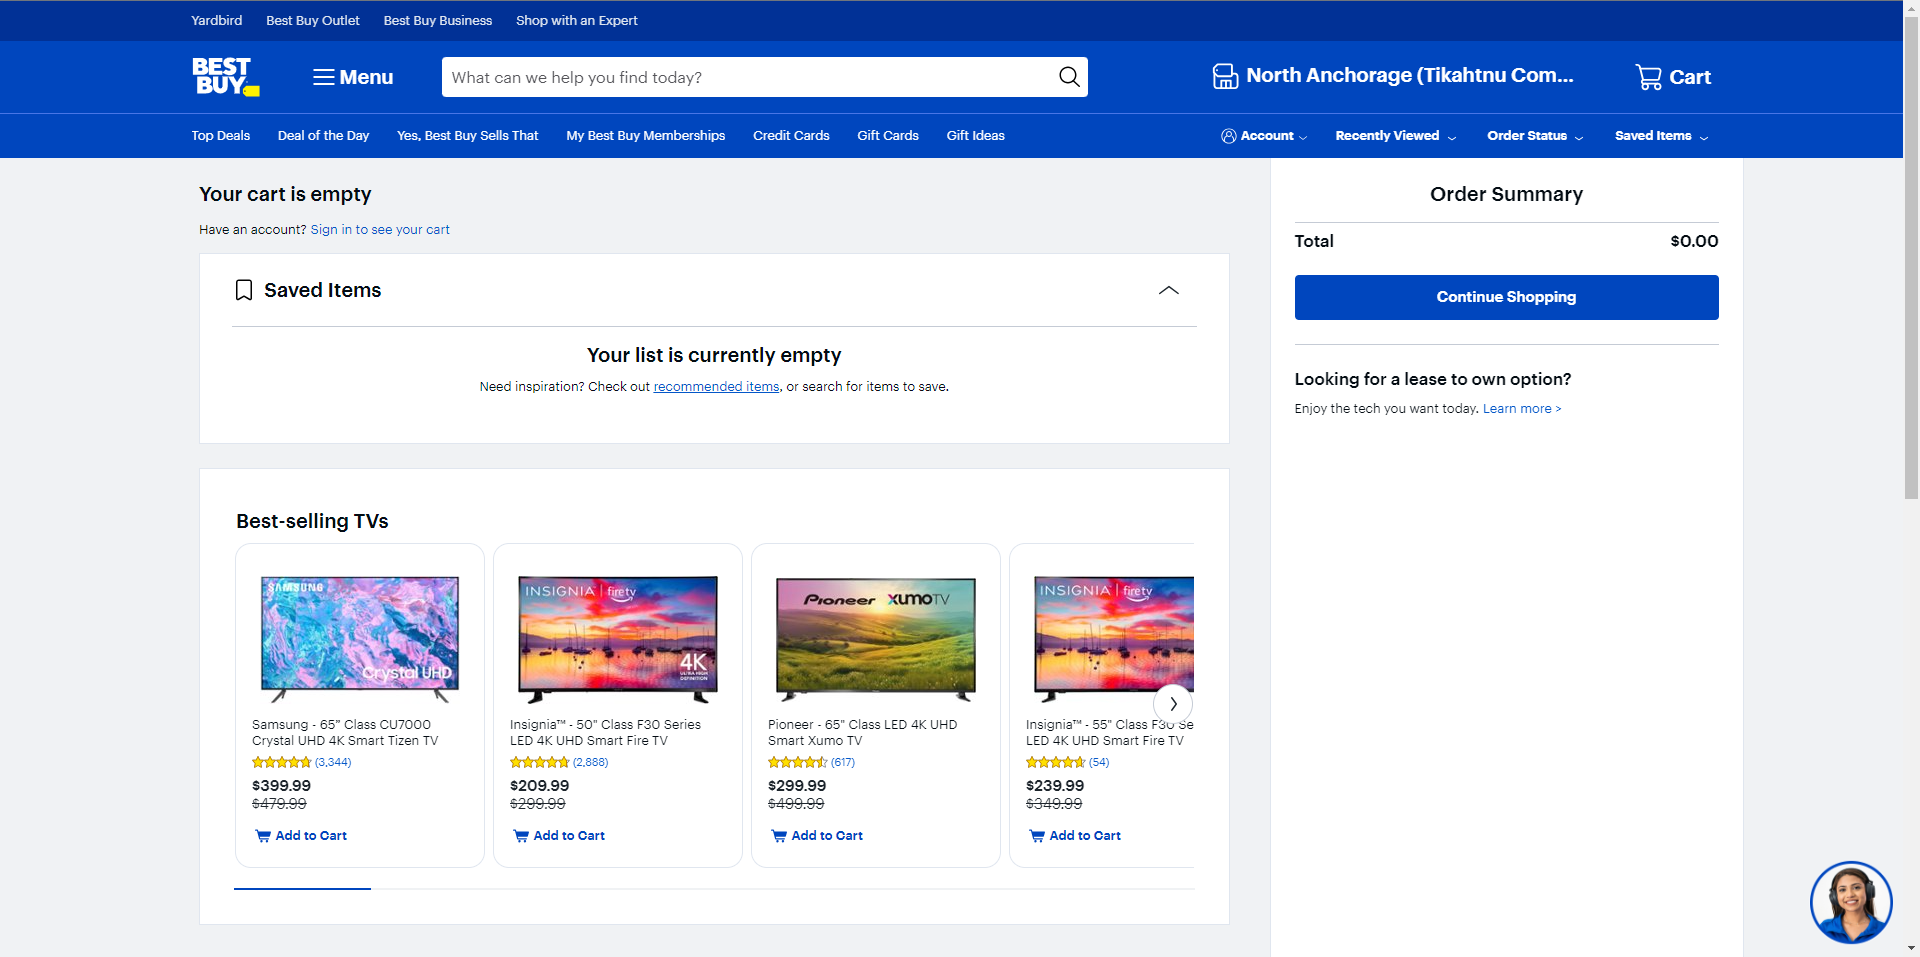 Yardbird Best Buy Outlet Best Buy Business Shop with an Expert
BEST
BUY
Menu
What can we help you find today?
North Anchorage (Tikahtnu Com...
Cart
Top Deals Deal of the Day Yes, Best Buy Sells That My Best Buy Memberships Credit Cards Gift Cards Gift Ideas
Account Recently Viewed Order Status Saved Items
Your cart is empty
Have an account? Sign in to see your cart
Saved Items
Your list is currently empty
Need inspiration? Check out recommended items, or search for items to save.
Order Summary
Total $0.00
Continue Shopping
Looking for a lease to own option?
Enjoy the tech you want today. Learn more >
Best-selling TVs
SAMSUNG
Crystal UHD
Samsung - 65” Class CU7000
Crystal UHD 4K Smart Tizen TV
(3,344)
$399.99
$479.99
Add to Cart
INSIGNIA | fire tv
4K
ULTRA HIGH
DEFINITION
Insignia™ - 50" Class F30 Series
LED 4K UHD Smart Fire TV
(2,888)
$209.99
$299.99
Add to Cart
Pioneer xumo TV
Pioneer - 65" Class LED 4K UHD
Smart Xumo TV
(617)
$299.99
$499.99
Add to Cart
INSIGNIA | fire tv
Insignia™ - 55" Class F30 Se
LED 4K UHD Smart Fire TV
(54)
$239.99
$349.99
Add to Cart